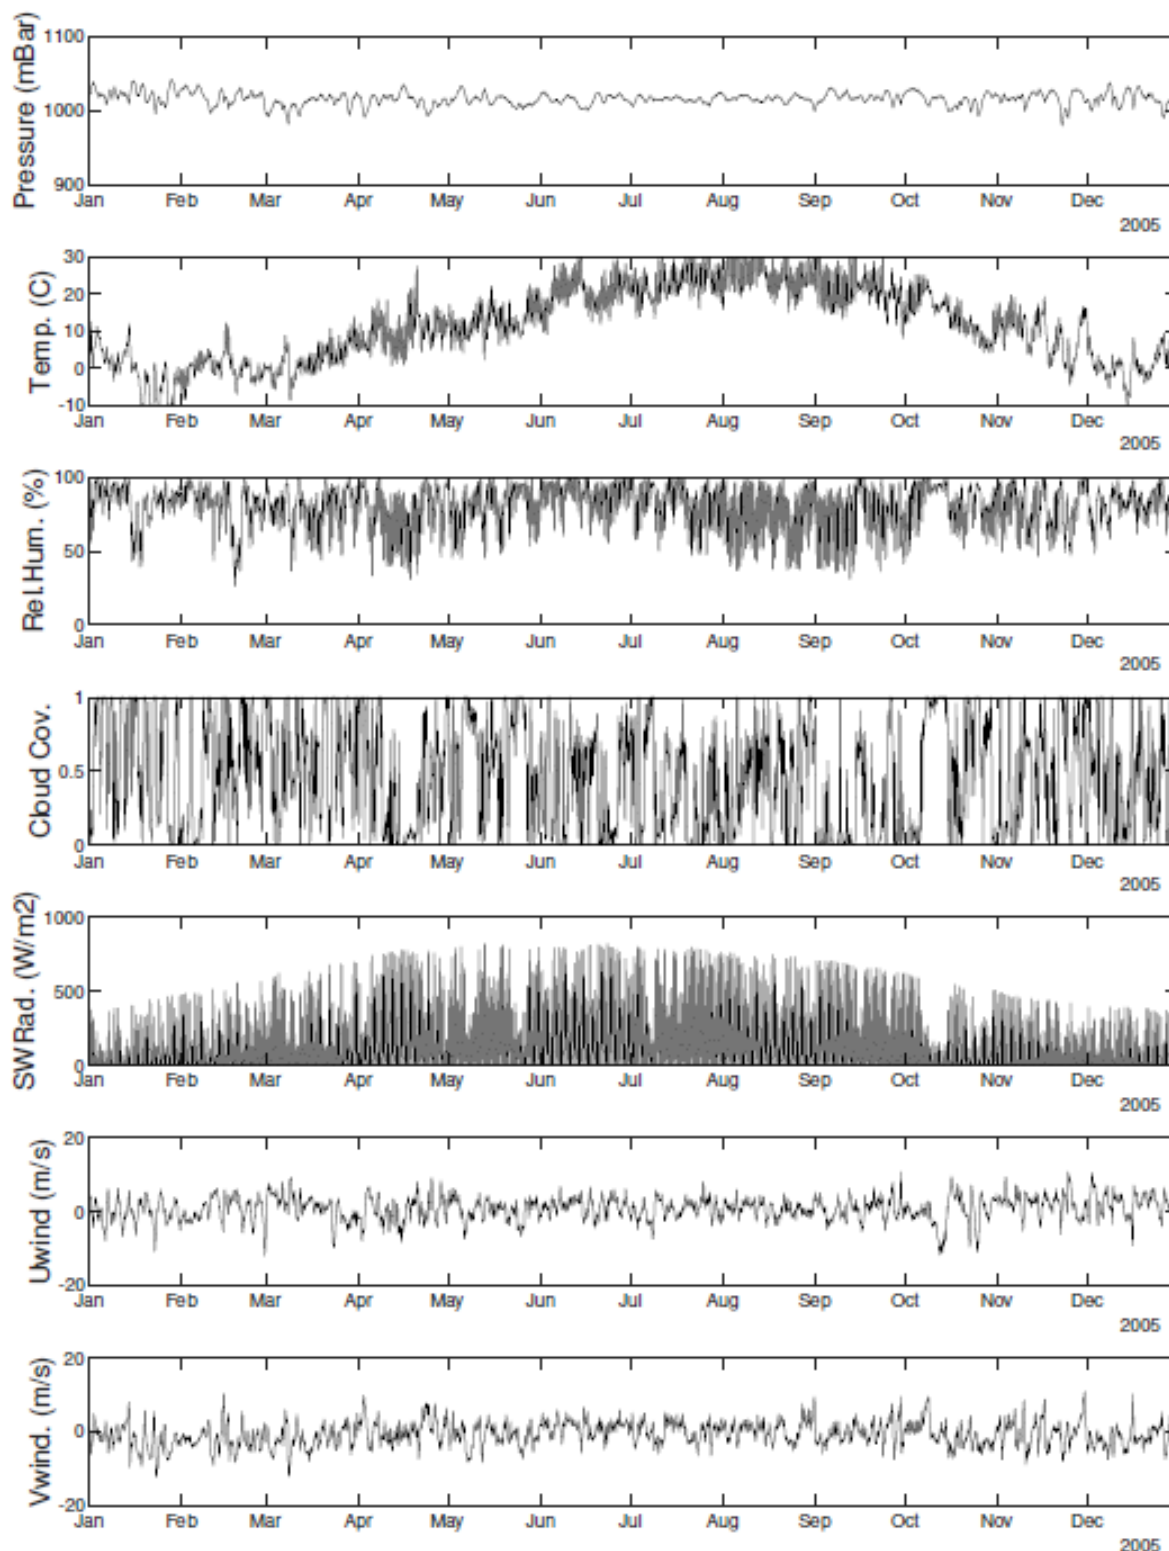 Pressure (mBar)
1100
1000
900
Jan Feb Mar Apr May Jun Jul Aug Sep Oct Nov Dec
2005
Temp. (C)
30
20
10
0
-10
Jan Feb Mar Apr May Jun Jul Aug Sep Oct Nov Dec
2005
Rel.Hum. (%)
100
50
0
Jan Feb Mar Apr May Jun Jul Aug Sep Oct Nov Dec
2005
Cloud Cov.
1
0.5
0
Jan Feb Mar Apr May Jun Jul Aug Sep Oct Nov Dec
2005
SWRad. (W/m2)
1000
500
0
Jan Feb Mar Apr May Jun Jul Aug Sep Oct Nov Dec
2005
Uwind (m/s)
20
0
-20
Jan Feb Mar Apr May Jun Jul Aug Sep Oct Nov Dec
2005
Vwind. (m/s)
20
0
-20
Jan Feb Mar Apr May Jun Jul Aug Sep Oct Nov Dec
2005